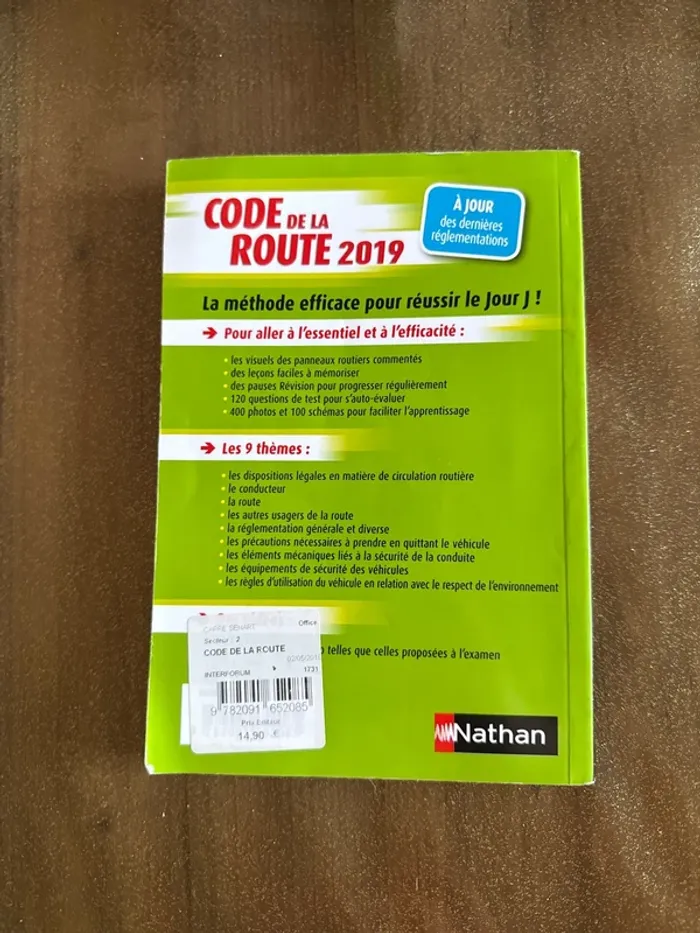 CODE DE LA
ROUTE 2019
À JOUR
des dernières
réglementations
La méthode efficace pour réussir le Jour J !
➔ Pour aller à l'essentiel et à l'efficacité :
• les visuels des panneaux routiers commentés
• des leçons faciles à mémoriser
• des pauses Révision pour progresser régulièrement
• 120 questions de test pour s'auto-évaluer
• 400 photos et 100 schémas pour faciliter l'apprentissage
➔ Les 9 thèmes :
• les dispositions légales en matière de circulation routière
• le conducteur
• la route
• les autres usagers de la route
• la réglementation générale et diverse
• les précautions nécessaires à prendre en quittant le véhicule
• les éléments mécaniques liés à la sécurité de la conduite
• les équipements de sécurité des véhicules
• les règles d'utilisation du véhicule en relation avec le respect de l'environnement
telles que celles proposées à l'examen
CARRE SENART Office
Secteur : 2
CODE DE LA ROUTE
INTERFORUM 1731
9 782091 652085
Prix Editeur
14,90 €
Nathan